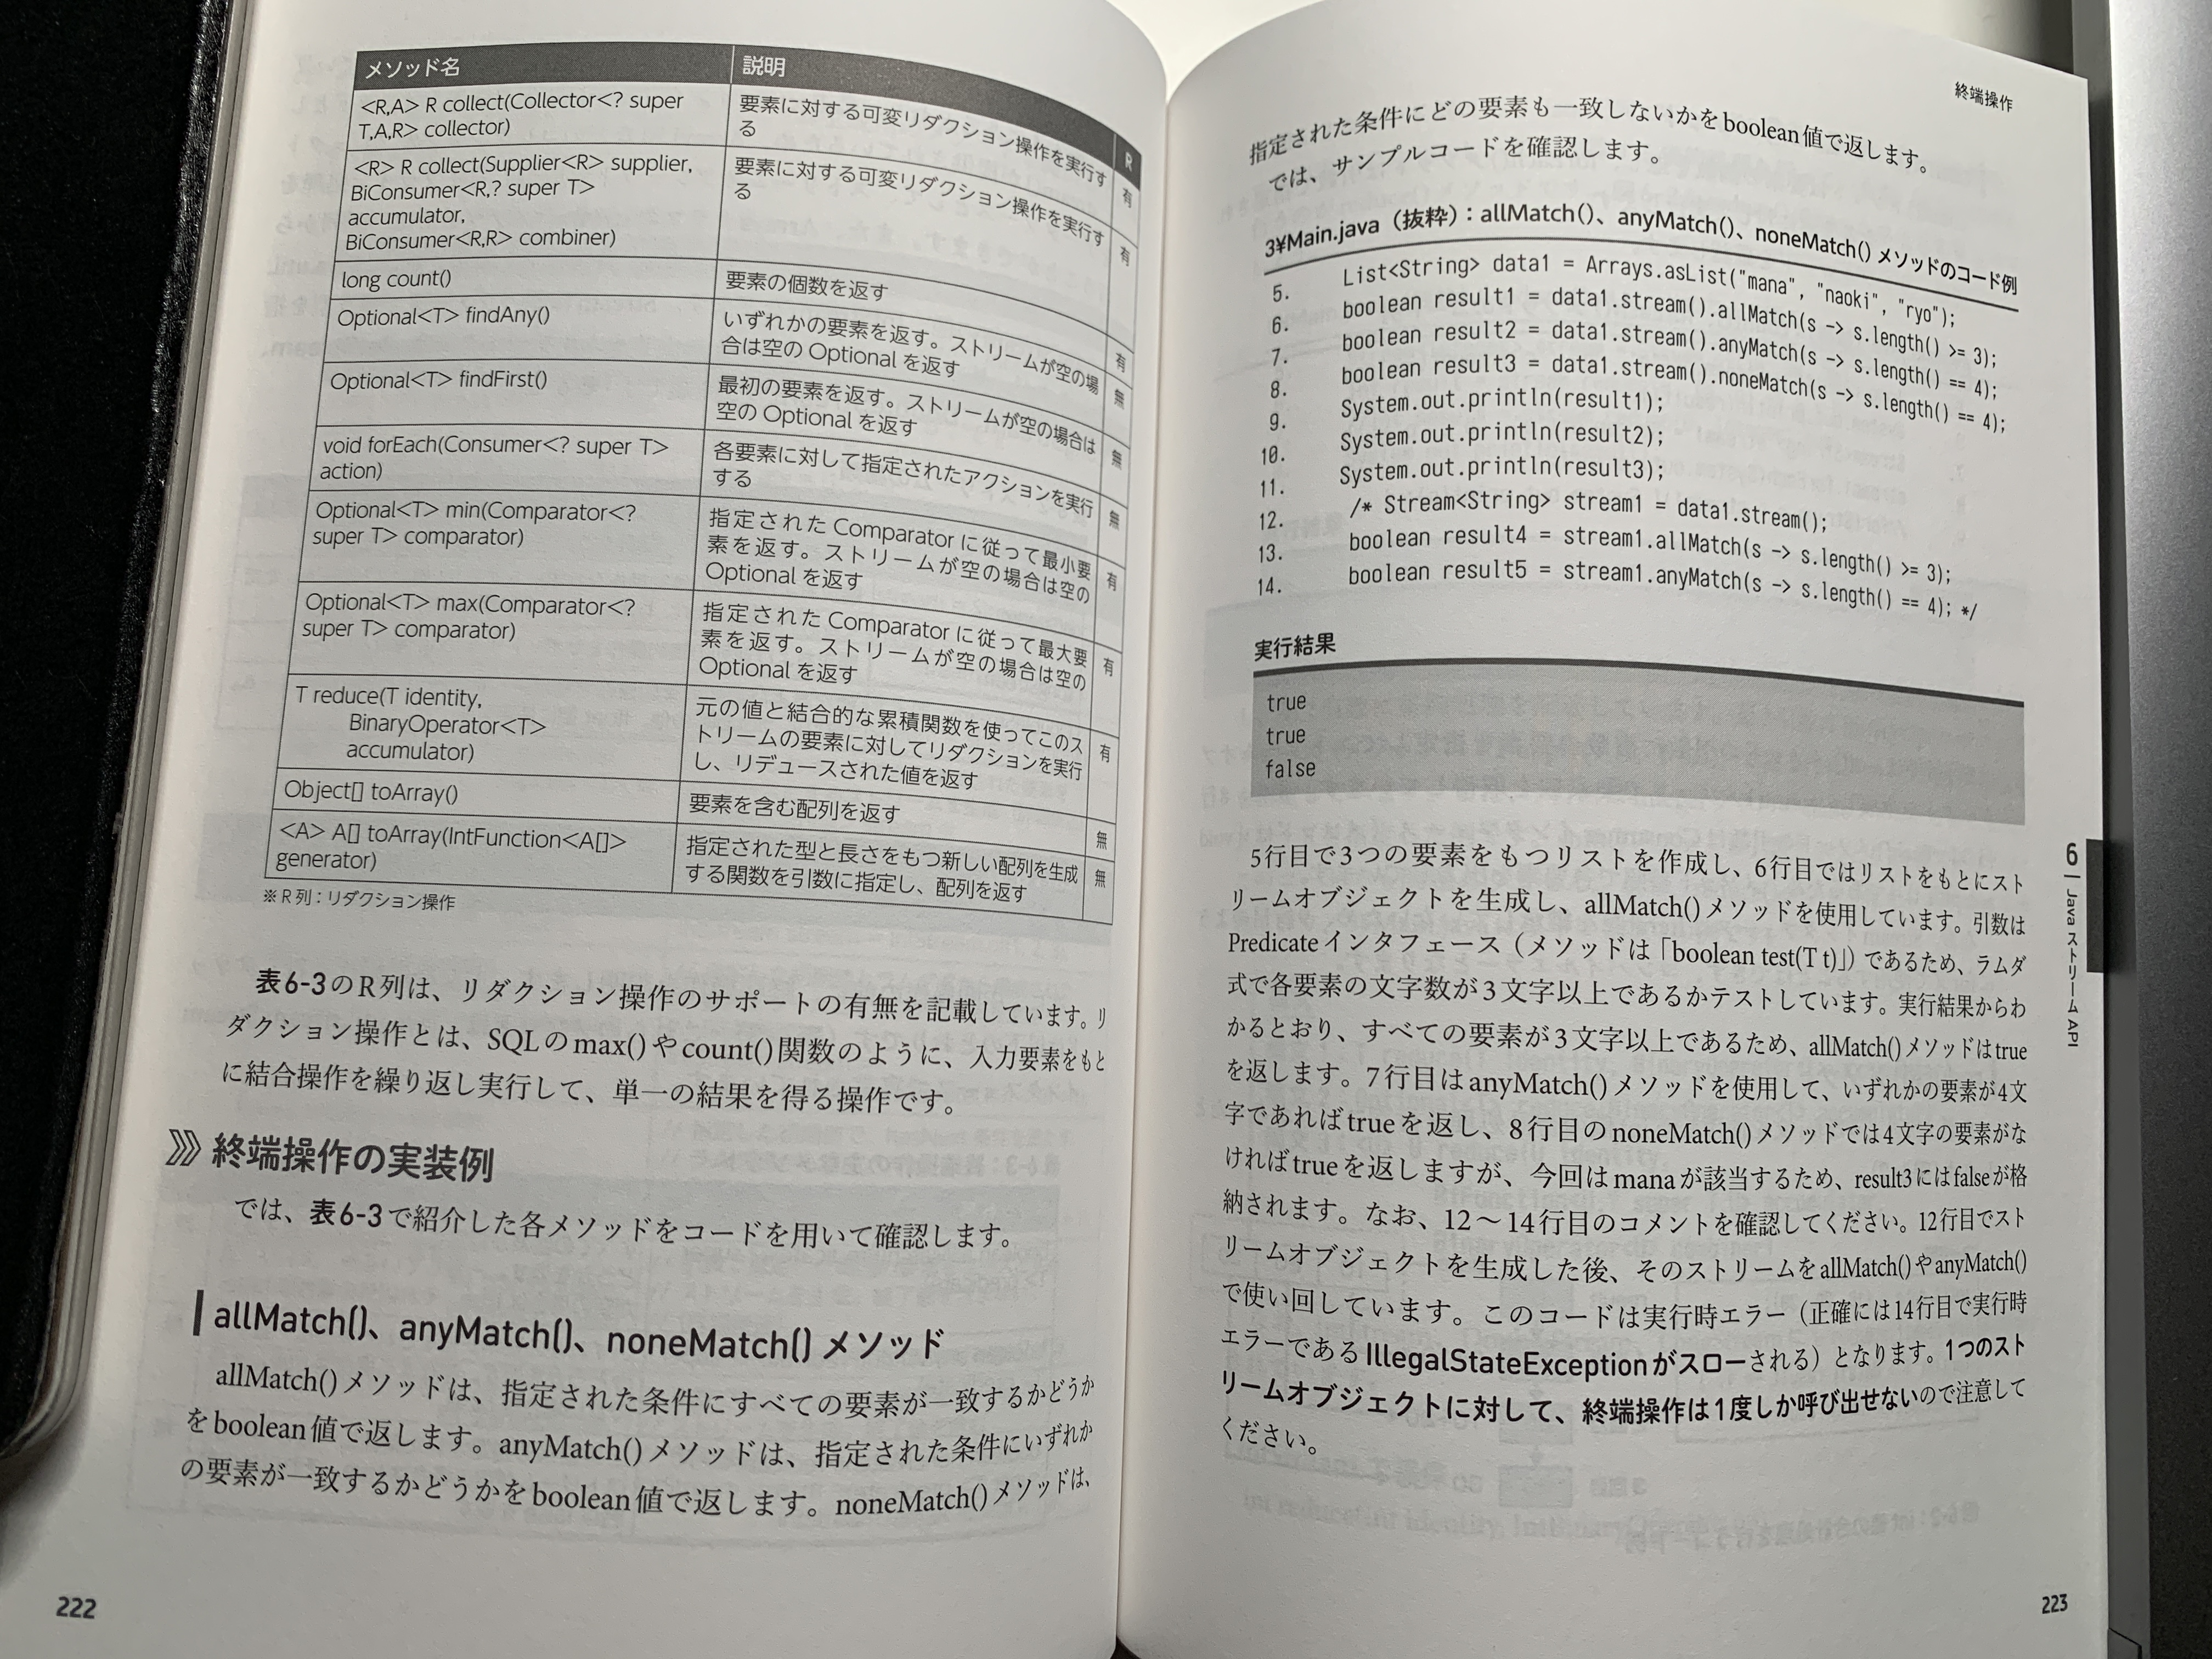 メソッド名 説明 R
<R,A> R collect(Collector<? super
T,A,R> collector)
要素に対する可変リダクション操作を実行す
る
有
<R> R collect(Supplier<R> supplier,
BiConsumer<R,? super T>
accumulator,
BiConsumer<R,R> combiner)
要素に対する可変リダクション操作を実行す
る
有
long count()
要素の個数を返す
有
Optional<T> findAny()
いずれかの要素を返す。ストリームが空の場
合は空の Optional を返す
無
Optional<T> findFirst()
最初の要素を返す。ストリームが空の場合は
空の Optional を返す
無
void forEach(Consumer<? super T>
action)
各要素に対して指定されたアクションを実行
する
無
Optional<T> min(Comparator<?
super T> comparator)
指定された Comparator に従って最小要
素を返す。ストリームが空の場合は空の
Optional を返す
有
Optional<T> max(Comparator<?
super T> comparator)
指定された Comparator に従って最大要
素を返す。ストリームが空の場合は空の
Optional を返す
有
T reduce(T identity,
BinaryOperator<T>
accumulator)
元の値と結合的な累積関数を使ってこのス
トリームの要素に対してリダクションを実行
し、リデュースされた値を返す
有
Object[] toArray()
要素を含む配列を返す
無
<A> A[] toArray(IntFunction<A[]>
generator)
指定された型と長さをもつ新しい配列を生成
する関数を引数に指定し、配列を返す
無
※R列：リダクション操作
表6-3のR列は、リダクション操作のサポートの有無を記載しています。リ
ダクション操作とは、SQLのmax()やcount()関数のように、入力要素をもと
に結合操作を繰り返し実行して、単一の結果を得る操作です。
終端操作の実装例
では、表6-3で紹介した各メソッドをコードを用いて確認します。
allMatch()、anyMatch()、noneMatch() メソッド
allMatch()メソッドは、指定された条件にすべての要素が一致するかどうか
をboolean値で返します。anyMatch()メソッドは、指定された条件にいずれか
の要素が一致するかどうかをboolean値で返します。noneMatch()メソッドは、
222
終端操作
指定された条件にどの要素も一致しないかをboolean値で返します。
では、サンプルコードを確認します。
3¥Main.java（抜粋）：allMatch()、anyMatch()、noneMatch() メソッドのコード例
5. List<String> data1 = Arrays.asList("mana", "naoki", "ryo");
6. boolean result1 = data1.stream().allMatch(s -> s.length() >= 3);
7. boolean result2 = data1.stream().anyMatch(s -> s.length() == 4);
8. boolean result3 = data1.stream().noneMatch(s -> s.length() == 4);
9. System.out.println(result1);
10. System.out.println(result2);
11. System.out.println(result3);
12. /* Stream<String> stream1 = data1.stream();
13. boolean result4 = stream1.allMatch(s -> s.length() >= 3);
14. boolean result5 = stream1.anyMatch(s -> s.length() == 4); */
実行結果
true
true
false
5行目で3つの要素をもつリストを作成し、6行目ではリストをもとにスト
リームオブジェクトを生成し、allMatch()メソッドを使用しています。引数は
Predicateインタフェース（メソッドは「boolean test(T t)」）であるため、ラムダ
式で各要素の文字数が3文字以上であるかテストしています。実行結果からわ
かるとおり、すべての要素が3文字以上であるため、allMatch()メソッドはtrue
を返します。7行目はanyMatch()メソッドを使用して、いずれかの要素が4文
字であればtrueを返し、8行目のnoneMatch()メソッドでは4文字の要素がな
ければtrueを返しますが、今回はmanaが該当するため、result3にはfalseが格
納されます。なお、12～14行目のコメントを確認してください。12行目でスト
リームオブジェクトを生成した後、そのストリームをallMatch()やanyMatch()
で使い回しています。このコードは実行時エラー（正確には14行目で実行時
エラーであるIllegalStateExceptionがスローされる）となります。1つのスト
リームオブジェクトに対して、終端操作は1度しか呼び出せないので注意して
ください。
6 Java ストリーム API
223